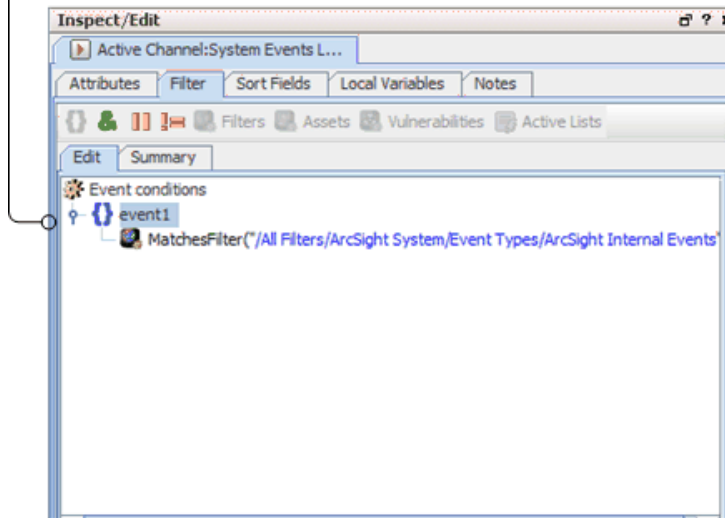 Inspect/Edit
Active Channel:System Events L...
Attributes Filter Sort Fields Local Variables Notes
Filters Assets Vulnerabilities Active Lists
Edit Summary
Event conditions
event1
MatchesFilter("/All Filters/ArcSight System/Event Types/ArcSight Internal Events"